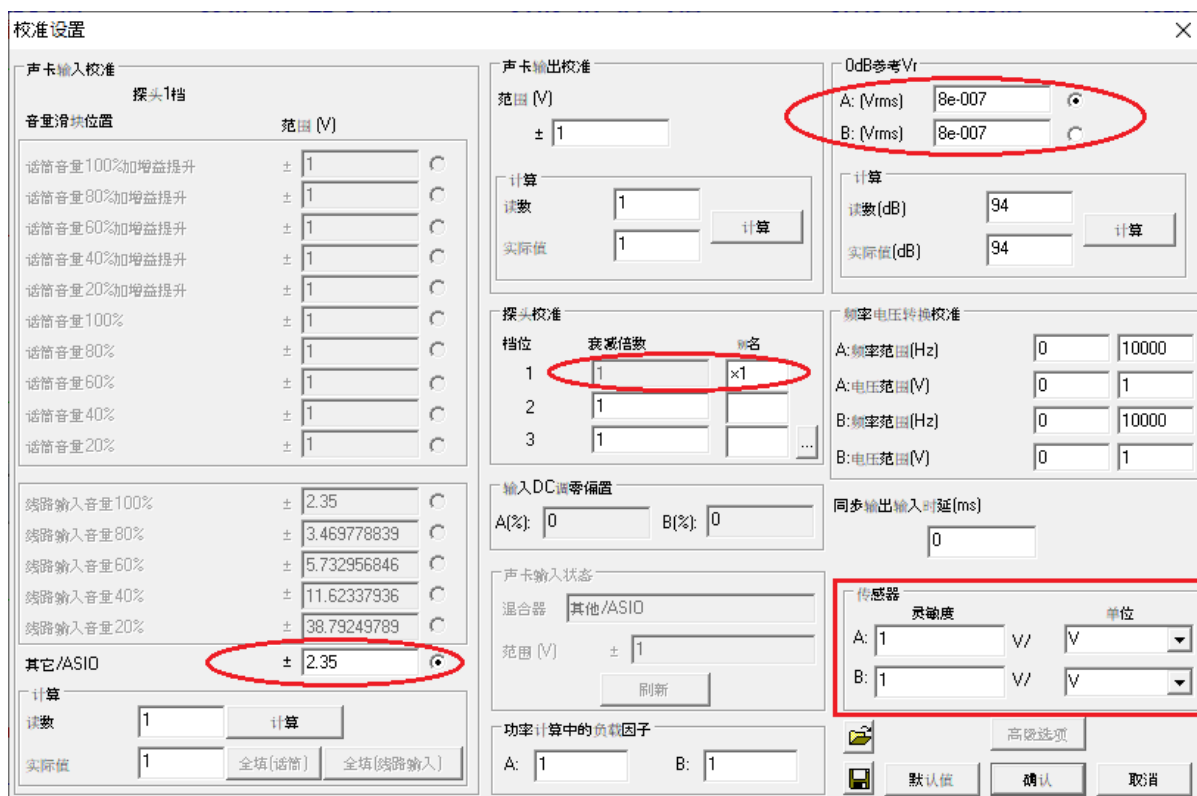 校准设置
声卡输入校准
探头1档
音量滑块位置 范围 (V)
话筒音量100%加增益提升 ± 1
话筒音量80%加增益提升 ± 1
话筒音量60%加增益提升 ± 1
话筒音量40%加增益提升 ± 1
话筒音量20%加增益提升 ± 1
话筒音量100% ± 1
话筒音量80% ± 1
话筒音量60% ± 1
话筒音量40% ± 1
话筒音量20% ± 1
线路输入音量100% ± 2.35
线路输入音量80% ± 3.469778839
线路输入音量60% ± 5.732956846
线路输入音量40% ± 11.62337936
线路输入音量20% ± 38.79249789
其它/ASIO ± 2.35
计算
读数 1 计算
实际值 1 全填(话筒) 全填(线路输入)
声卡输出校准
范围 (V)
± 1
计算
读数 1
计算
实际值 1
探头校准
档位 衰减倍数 别名
1 1 ×1
2 1
3 1 ...
输入DC调零偏置
A(%): 0 B(%): 0
声卡输入状态
混合器 其他/ASIO
范围 (V) ± 1
刷新
功率计算中的负载因子
A: 1 B: 1
0dB参考Vr
A: (Vrms) 8e-007
B: (Vrms) 8e-007
计算
读数(dB) 94
计算
实际值(dB) 94
频率电压转换校准
A:频率范围(Hz) 0 10000
A:电压范围(V) 0 1
B:频率范围(Hz) 0 10000
B:电压范围(V) 0 1
同步输出输入时延(ms)
0
传感器
灵敏度 单位
A: 1 V/ V
B: 1 V/ V
高级选项
默认值 确认 取消